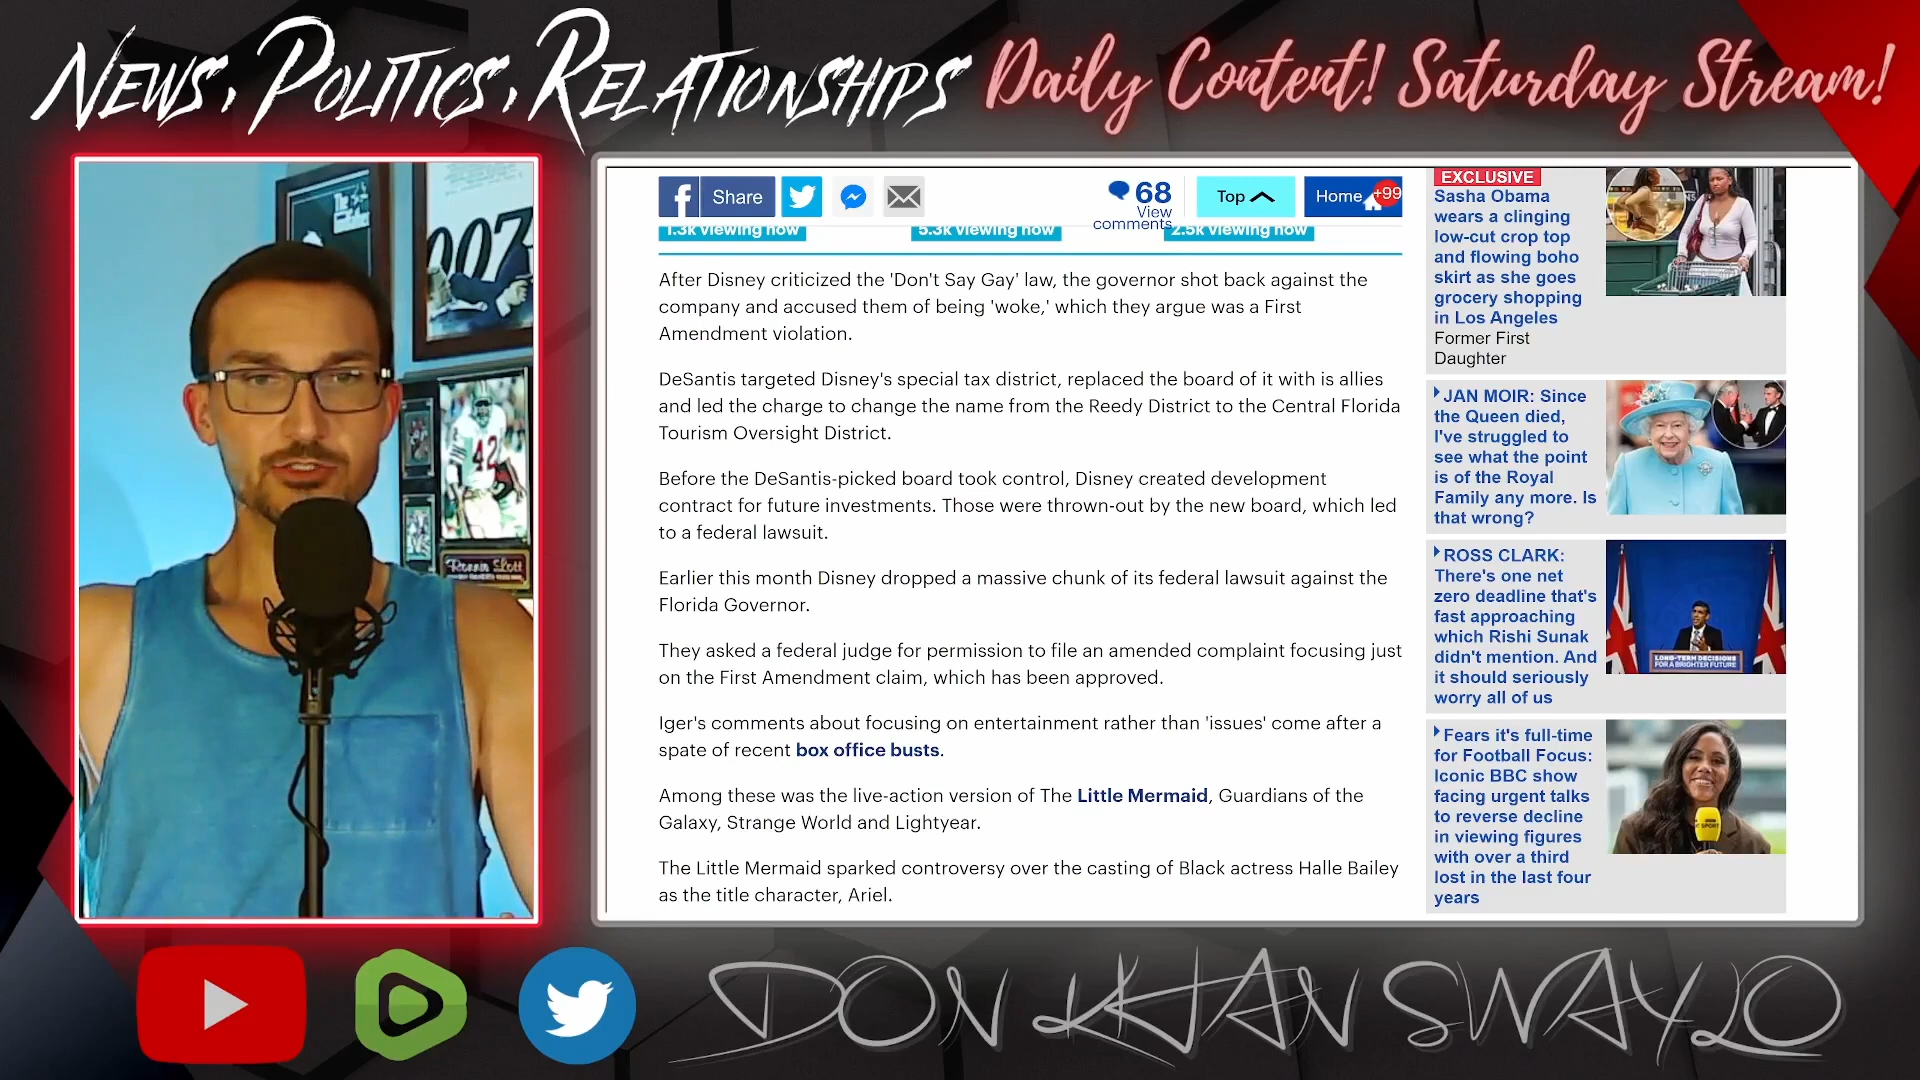 NEWS, POLITICS, RELATIONSHIPS
Daily Content! Saturday Stream!
007
42
Ronnie Lott
Share
68
View
comments
Top
Home
+99
1.3k viewing now
5.3k viewing now
2.5k viewing now
After Disney criticized the 'Don't Say Gay' law, the governor shot back against the
company and accused them of being 'woke,' which they argue was a First
Amendment violation.
DeSantis targeted Disney's special tax district, replaced the board of it with is allies
and led the charge to change the name from the Reedy District to the Central Florida
Tourism Oversight District.
Before the DeSantis-picked board took control, Disney created development
contract for future investments. Those were thrown-out by the new board, which led
to a federal lawsuit.
Earlier this month Disney dropped a massive chunk of its federal lawsuit against the
Florida Governor.
They asked a federal judge for permission to file an amended complaint focusing just
on the First Amendment claim, which has been approved.
Iger's comments about focusing on entertainment rather than 'issues' come after a
spate of recent box office busts.
Among these was the live-action version of The Little Mermaid, Guardians of the
Galaxy, Strange World and Lightyear.
The Little Mermaid sparked controversy over the casting of Black actress Halle Bailey
as the title character, Ariel.
EXCLUSIVE
Sasha Obama
wears a clinging
low-cut crop top
and flowing boho
skirt as she goes
grocery shopping
in Los Angeles
Former First
Daughter
JAN MOIR: Since
the Queen died,
I've struggled to
see what the point
is of the Royal
Family any more. Is
that wrong?
ROSS CLARK:
There's one net
zero deadline that's
fast approaching
which Rishi Sunak
didn't mention. And
it should seriously
worry all of us
LONG-TERM DECISIONS
FOR A BRIGHTER FUTURE
Fears it's full-time
for Football Focus:
Iconic BBC show
facing urgent talks
to reverse decline
in viewing figures
with over a third
lost in the last four
years
SPORT
DON KHAN SWAYLO